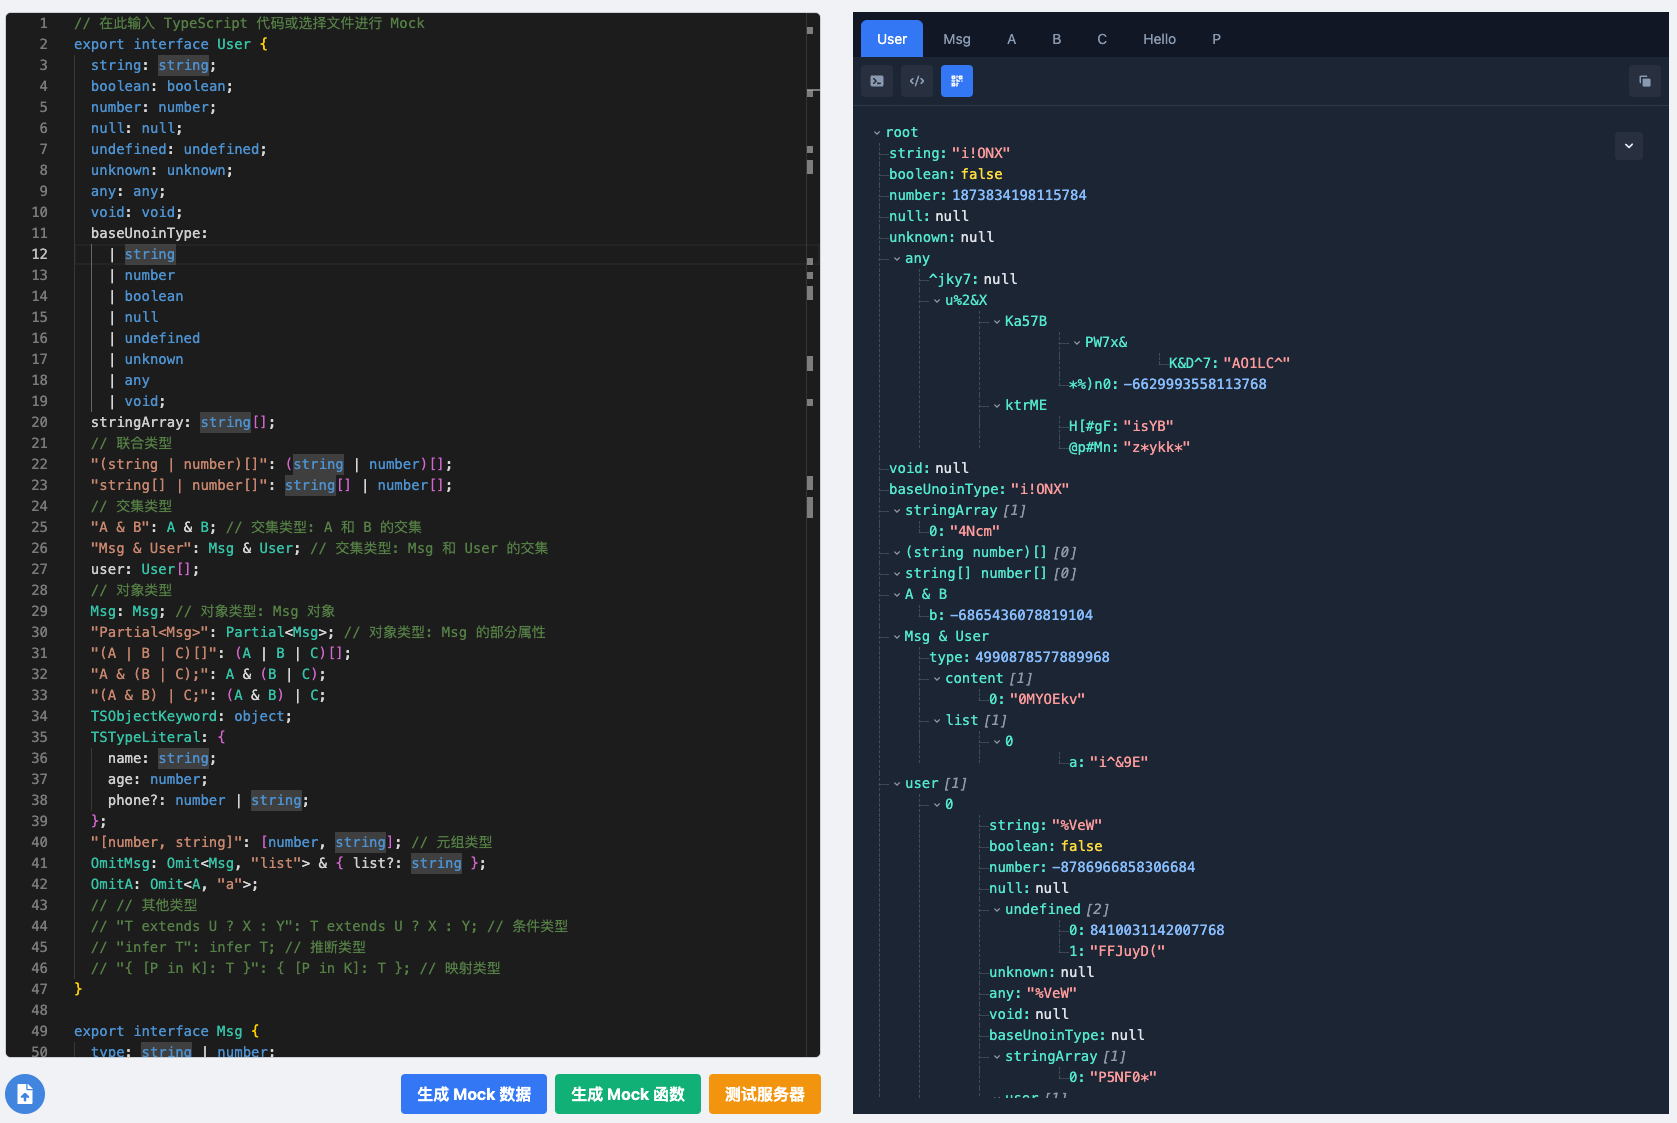 1 // 在此输入 TypeScript 代码或选择文件进行 Mock
2 export interface User {
3 string: string;
4 boolean: boolean;
5 number: number;
6 null: null;
7 undefined: undefined;
8 unknown: unknown;
9 any: any;
10 void: void;
11 baseUnoinType:
12 | string
13 | number
14 | boolean
15 | null
16 | undefined
17 | unknown
18 | any
19 | void;
20 stringArray: string[];
21 // 联合类型
22 "(string | number)[]": (string | number)[];
23 "string[] | number[]": string[] | number[];
24 // 交集类型
25 "A & B": A & B; // 交集类型: A 和 B 的交集
26 "Msg & User": Msg & User; // 交集类型: Msg 和 User 的交集
27 user: User[];
28 // 对象类型
29 Msg: Msg; // 对象类型: Msg 对象
30 "Partial<Msg>": Partial<Msg>; // 对象类型: Msg 的部分属性
31 "(A | B | C)[]": (A | B | C)[];
32 "A & (B | C);": A & (B | C);
33 "(A & B) | C;": (A & B) | C;
34 TSObjectKeyword: object;
35 TSTypeLiteral: {
36 name: string;
37 age: number;
38 phone?: number | string;
39 };
40 "[number, string]": [number, string]; // 元组类型
41 OmitMsg: Omit<Msg, "list"> & { list?: string };
42 OmitA: Omit<A, "a">;
43 // // 其他类型
44 // "T extends U ? X : Y": T extends U ? X : Y; // 条件类型
45 // "infer T": infer T; // 推断类型
46 // "{ [P in K]: T }": { [P in K]: T }; // 映射类型
47 }
48
49 export interface Msg {
50 type: string | number;
生成 Mock 数据
生成 Mock 函数
测试服务器
User Msg A B C Hello P
root
string: "i!ONX"
boolean: false
number: 1873834198115784
null: null
unknown: null
any
^jky7: null
u%2&X
Ka57B
PW7x&
K&D^7: "AO1LC^"
*%)n0: -6629993558113768
ktrME
H[#gF: "isYB"
@p#Mn: "z*ykk*"
void: null
baseUnoinType: "i!ONX"
stringArray [1]
0: "4Ncm"
(string number)[] [0]
string[] number[] [0]
A & B
b: -6865436078819104
Msg & User
type: 4990878577889968
content [1]
0: "0MYOEkv"
list [1]
0
a: "i^&9E"
user [1]
0
string: "%VeW"
boolean: false
number: -8786966858306684
null: null
undefined [2]
0: 8410031142007768
1: "FFJuyD("
unknown: null
any: "%VeW"
void: null
baseUnoinType: null
stringArray [1]
0: "P5NF0*"
user [1]